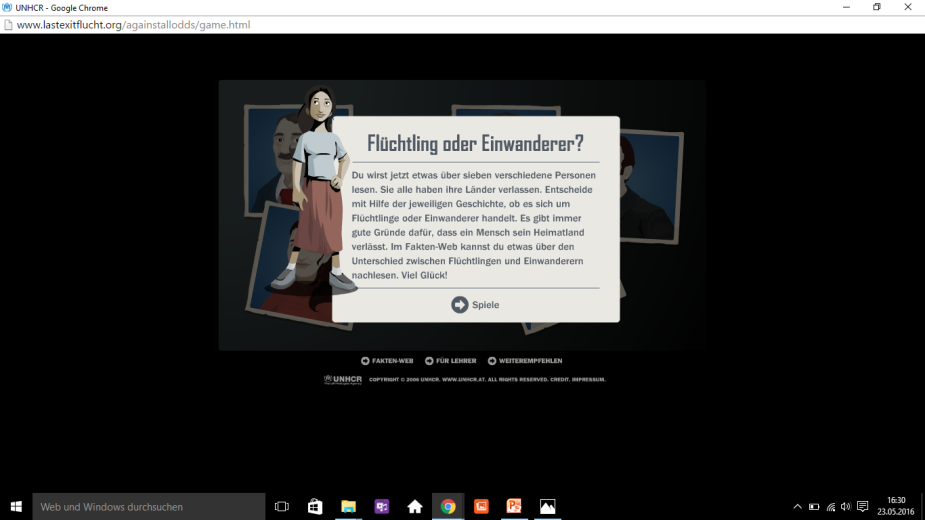 UNHCR - Google Chrome
www.lastexitflucht.org/againstallodds/game.html
Flüchtling oder Einwanderer?
Du wirst jetzt etwas über sieben verschiedene Personen
lesen. Sie alle haben ihre Länder verlassen. Entscheide
mit Hilfe der jeweiligen Geschichte, ob es sich um
Flüchtlinge oder Einwanderer handelt. Es gibt immer
gute Gründe dafür, dass ein Mensch sein Heimatland
verlässt. Im Fakten-Web kannst du etwas über den
Unterschied zwischen Flüchtlingen und Einwanderern
nachlesen. Viel Glück!
Spiele
FAKTEN-WEB FÜR LEHRER WEITEREMPFEHLEN
UNHCR COPYRIGHT © 2006 UNHCR. WWW.UNHCR.AT. ALL RIGHTS RESERVED. CREDIT. IMPRESSUM.
Web und Windows durchsuchen
16:30
23.05.2016